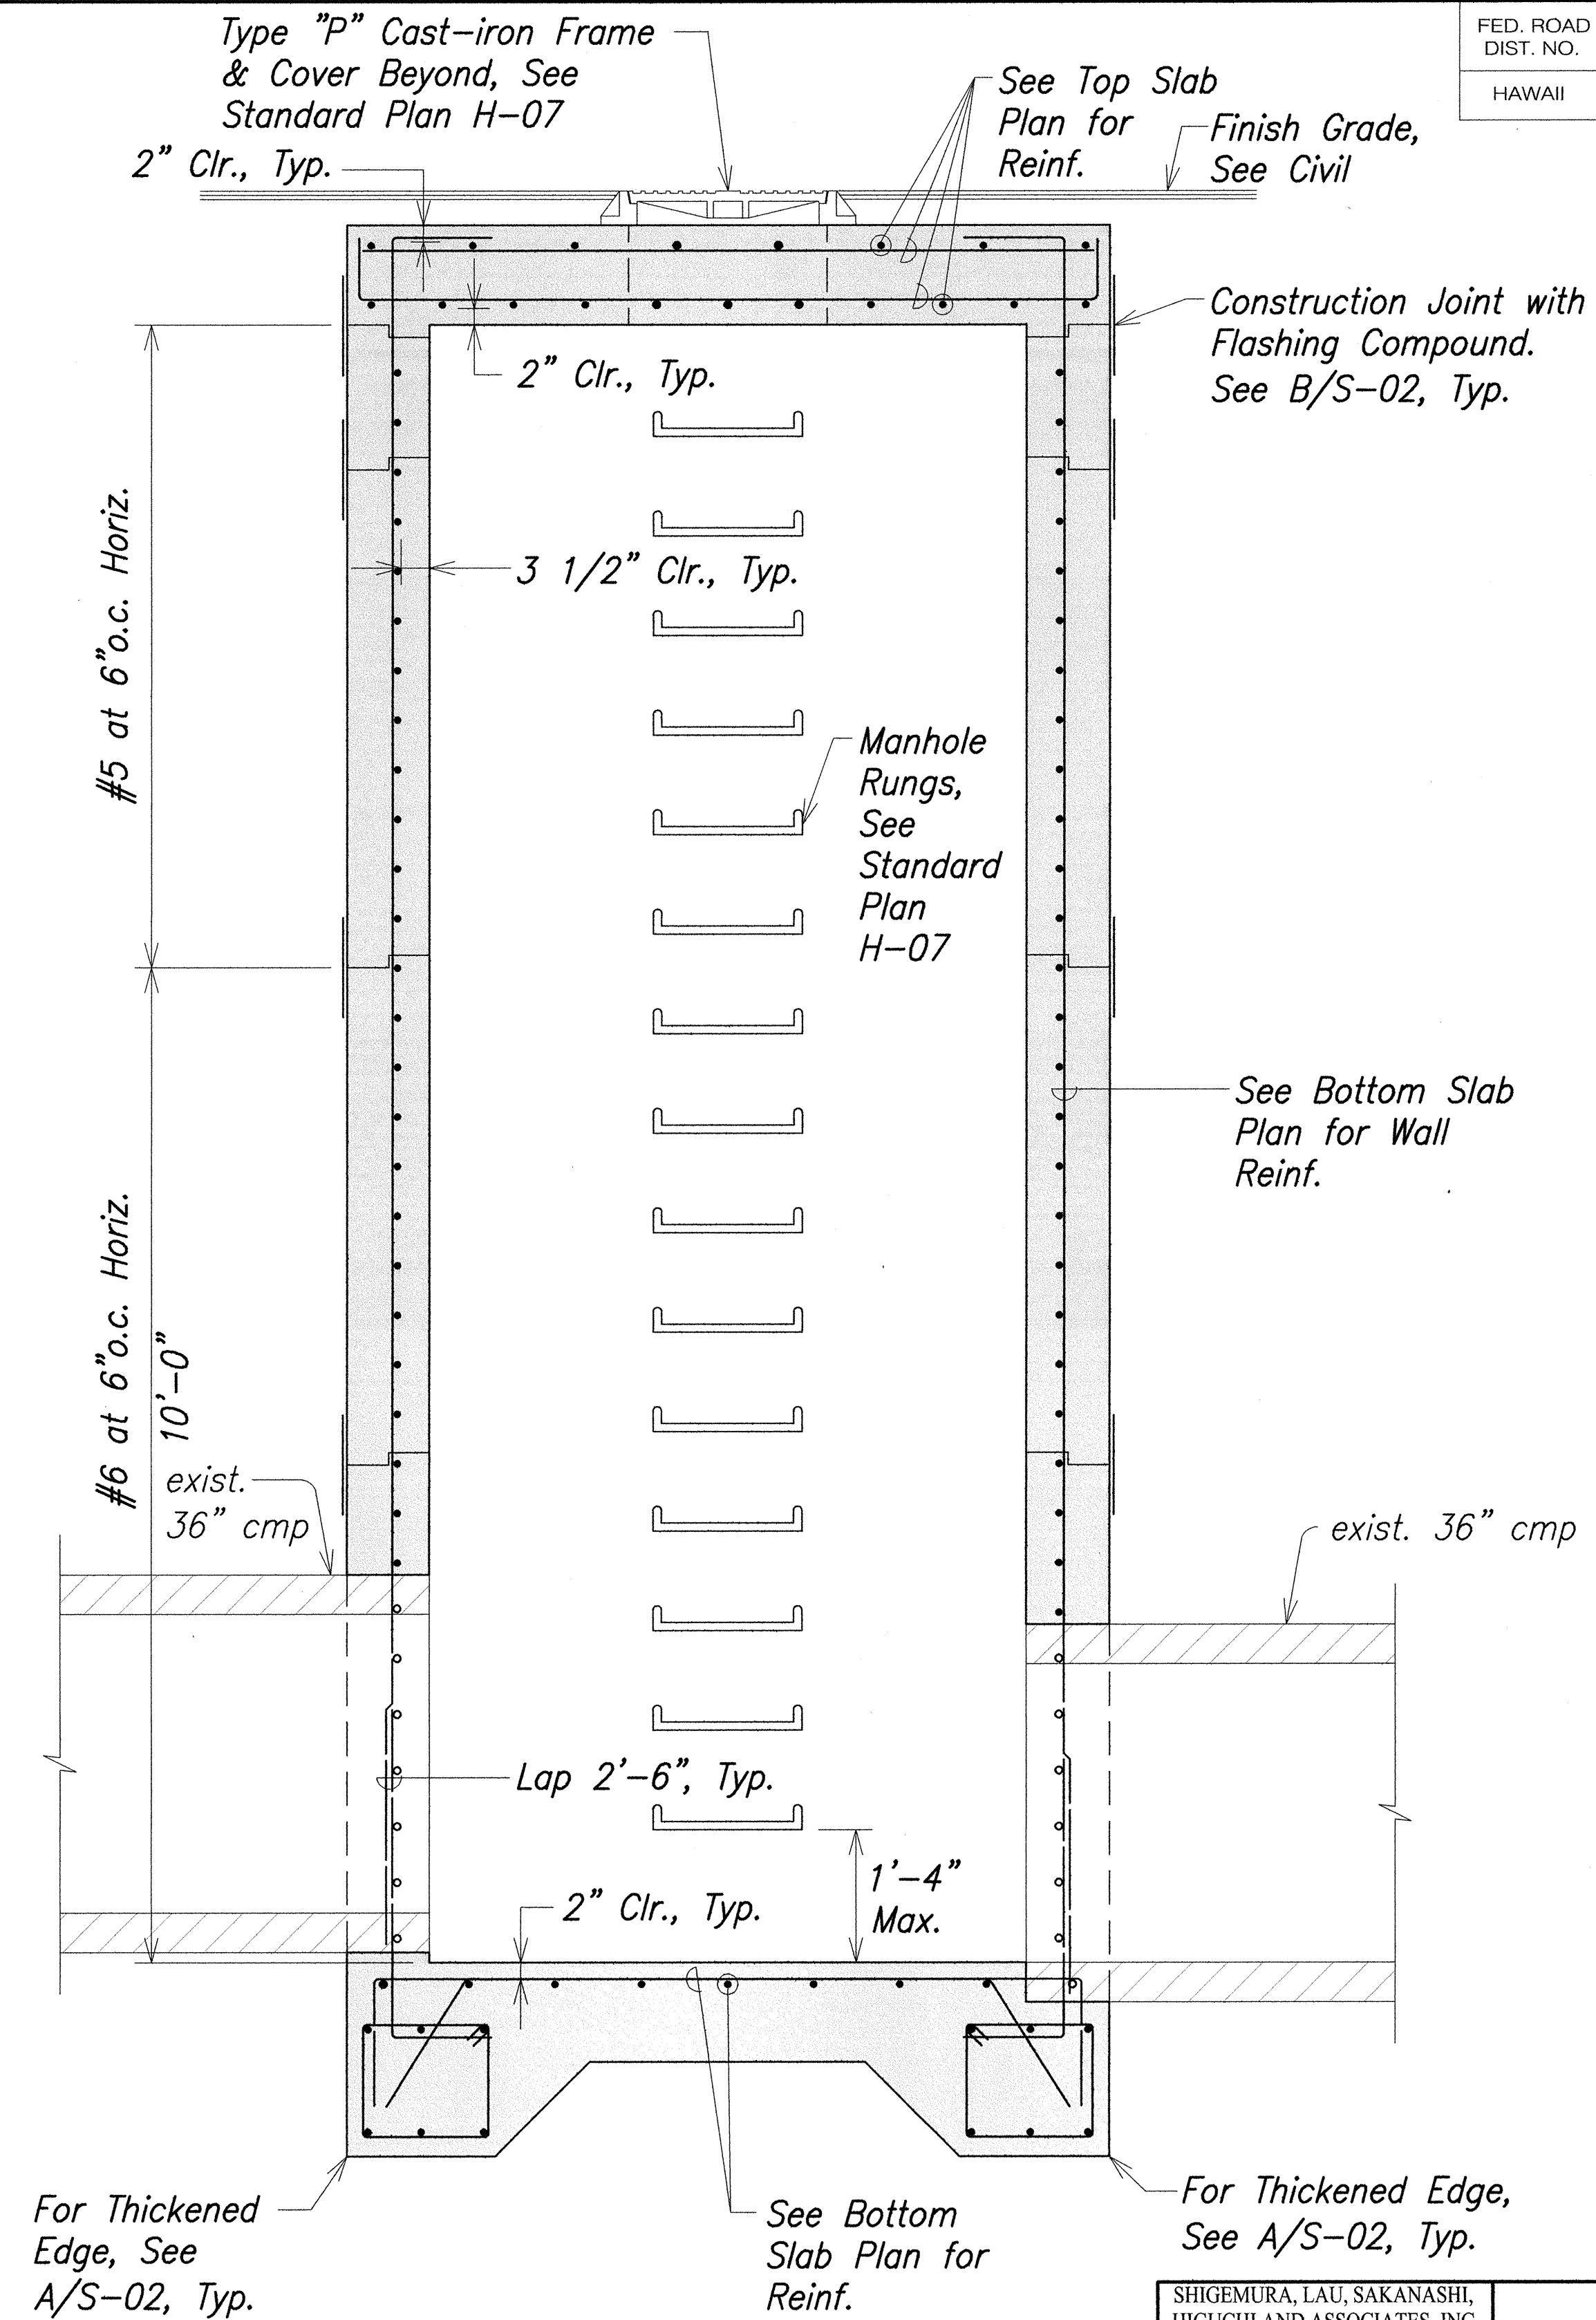 Type "P" Cast-iron Frame
& Cover Beyond, See
Standard Plan H-07
FED. ROAD
DIST. NO.
HAWAII
See Top Slab
Plan for
Reinf.
Finish Grade,
See Civil
2" Clr., Typ.
Construction Joint with
Flashing Compound.
See B/S-02, Typ.
2" Clr., Typ.
#5 at 6"o.c. Horiz.
3 1/2" Clr., Typ.
Manhole
Rungs,
See
Standard
Plan
H-07
See Bottom Slab
Plan for Wall
Reinf.
#6 at 6"o.c. Horiz.
10'-0"
exist.
36" cmp
exist. 36" cmp
Lap 2'-6", Typ.
1'-4"
Max.
2" Clr., Typ.
For Thickened
Edge, See
A/S-02, Typ.
See Bottom
Slab Plan for
Reinf.
For Thickened Edge,
See A/S-02, Typ.
SHIGEMURA, LAU, SAKANASHI,
HIGUCHI AND ASSOCIATES, INC